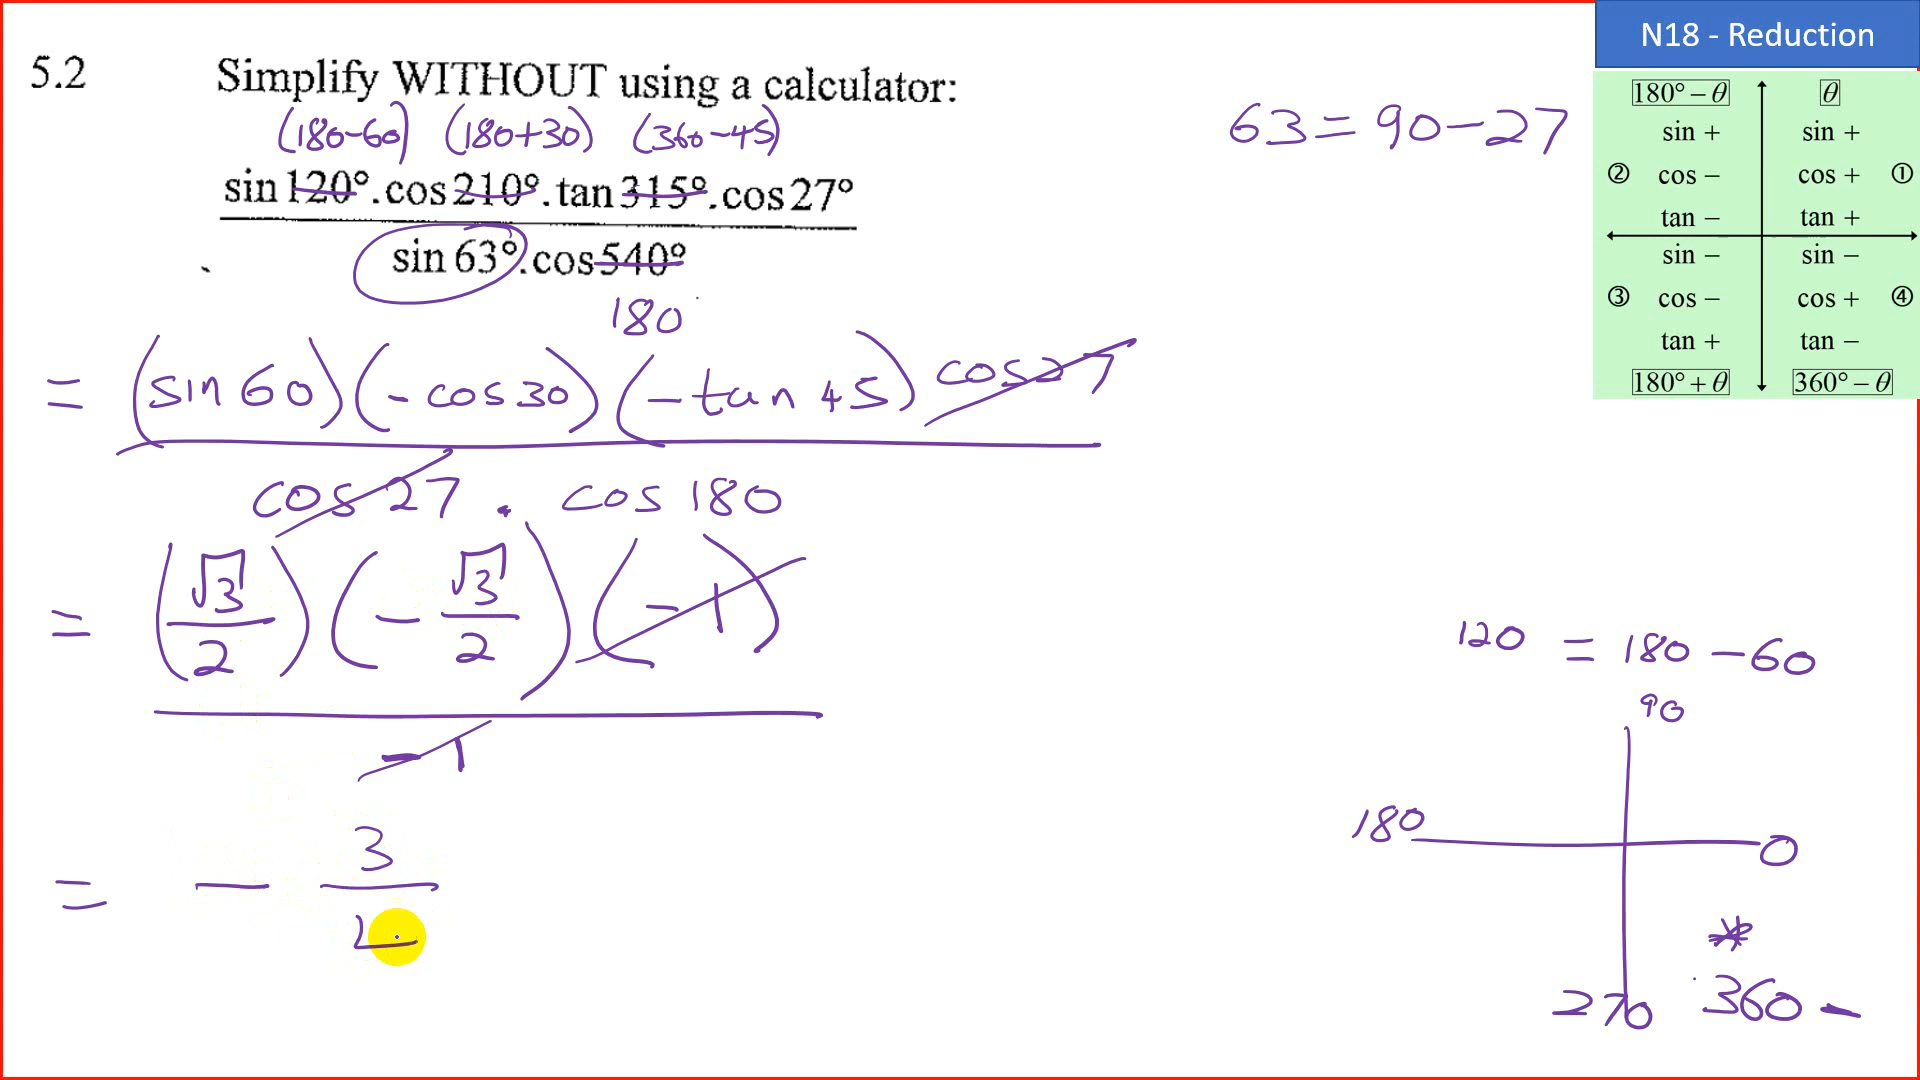 N18 - Reduction
5.2 Simplify WITHOUT using a calculator:
(180-60) (180+30) (360-45)
63 = 90 - 27
sin 120° . cos 210° . tan 315° . cos 27°
sin 63° . cos 540°
180
180° – θ θ
sin + sin +
② cos – cos + ①
tan – tan +
sin – sin –
③ cos – cos + ④
tan + tan –
180° + θ 360° – θ
= (sin 60) (- cos 30) (- tan 45) cos 27
cos 27 . cos 180
= (√3/2) (- √3/2) (-1)
-1
= - 3
120 = 180 - 60
90
180 0
270 360 -